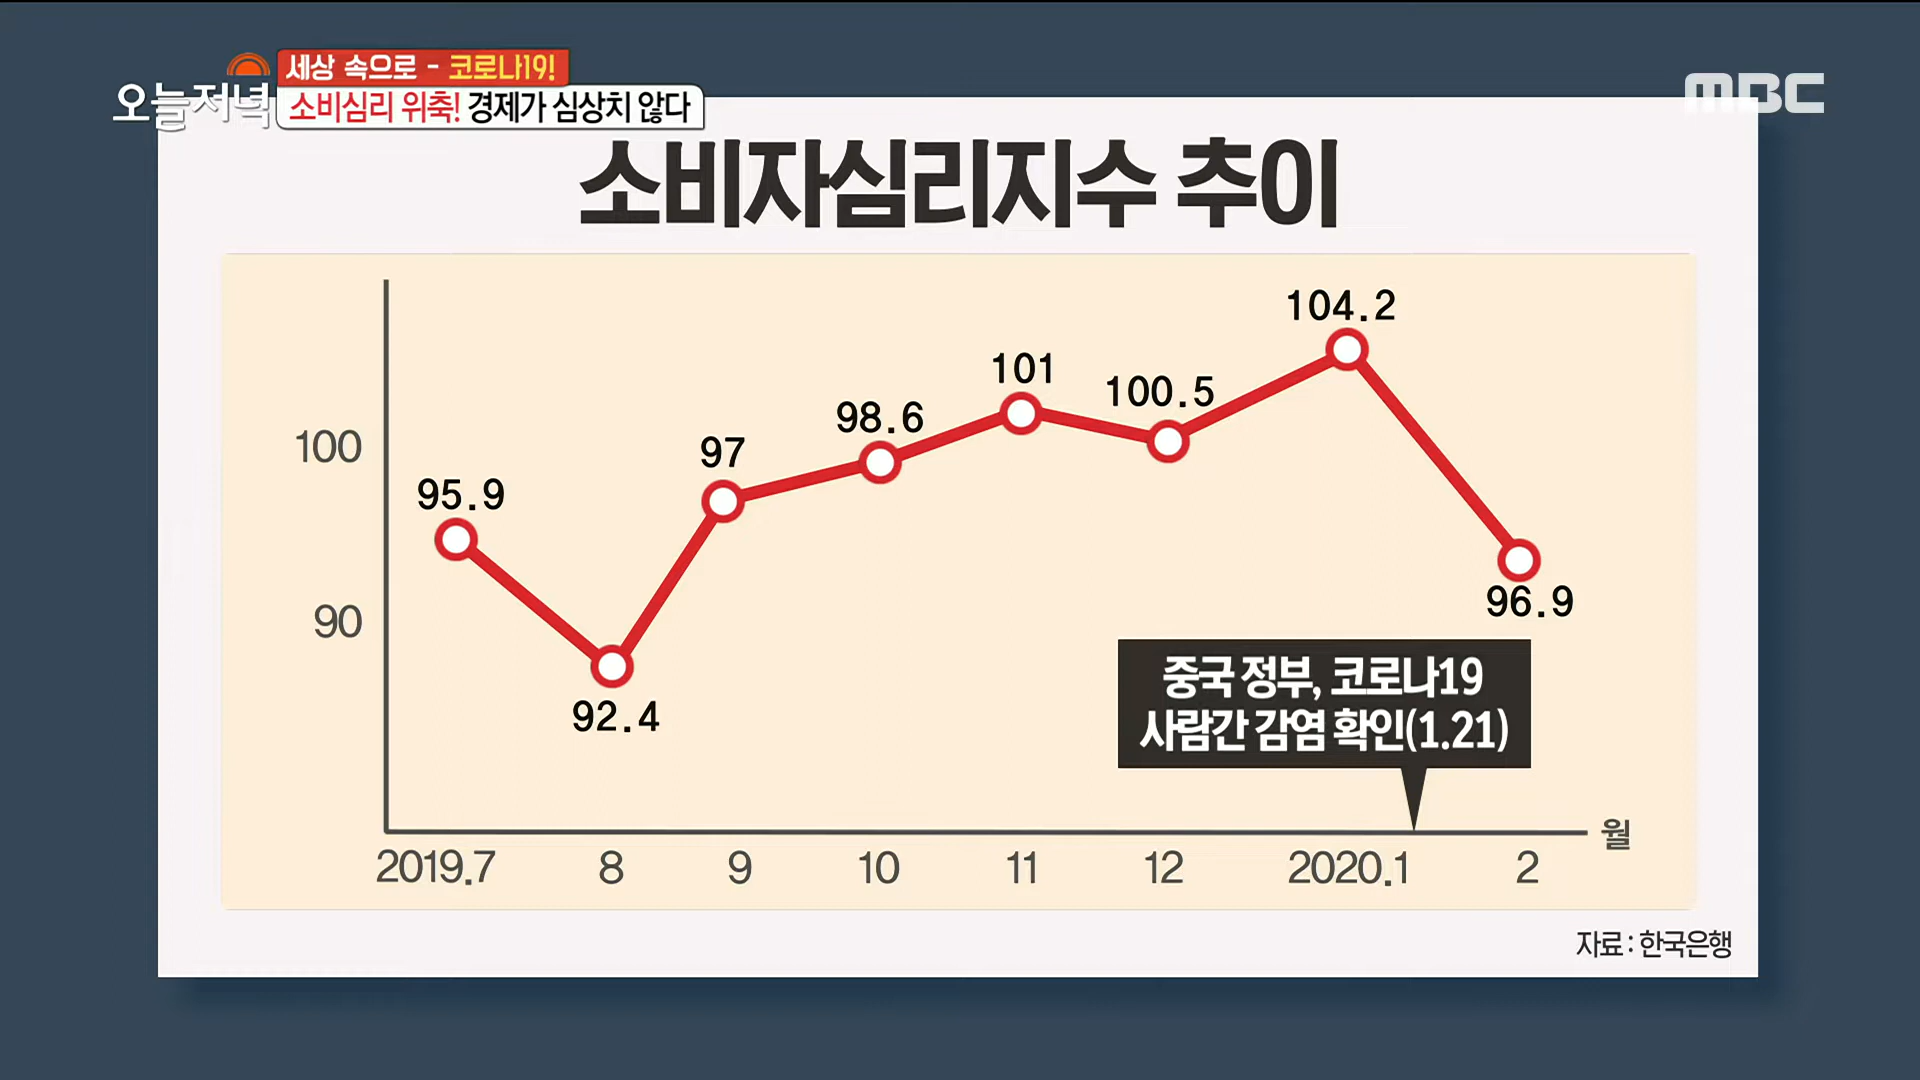 세상 속으로 - 코로나19!
오늘저녁
소비심리 위축! 경제가 심상치 않다
MBC
소비자심리지수 추이
104.2
101
100.5
98.6
97
100
95.9
96.9
90
92.4
중국 정부, 코로나19
사람간 감염 확인(1.21)
월
2019.7 8 9 10 11 12 2020.1 2
자료 : 한국은행